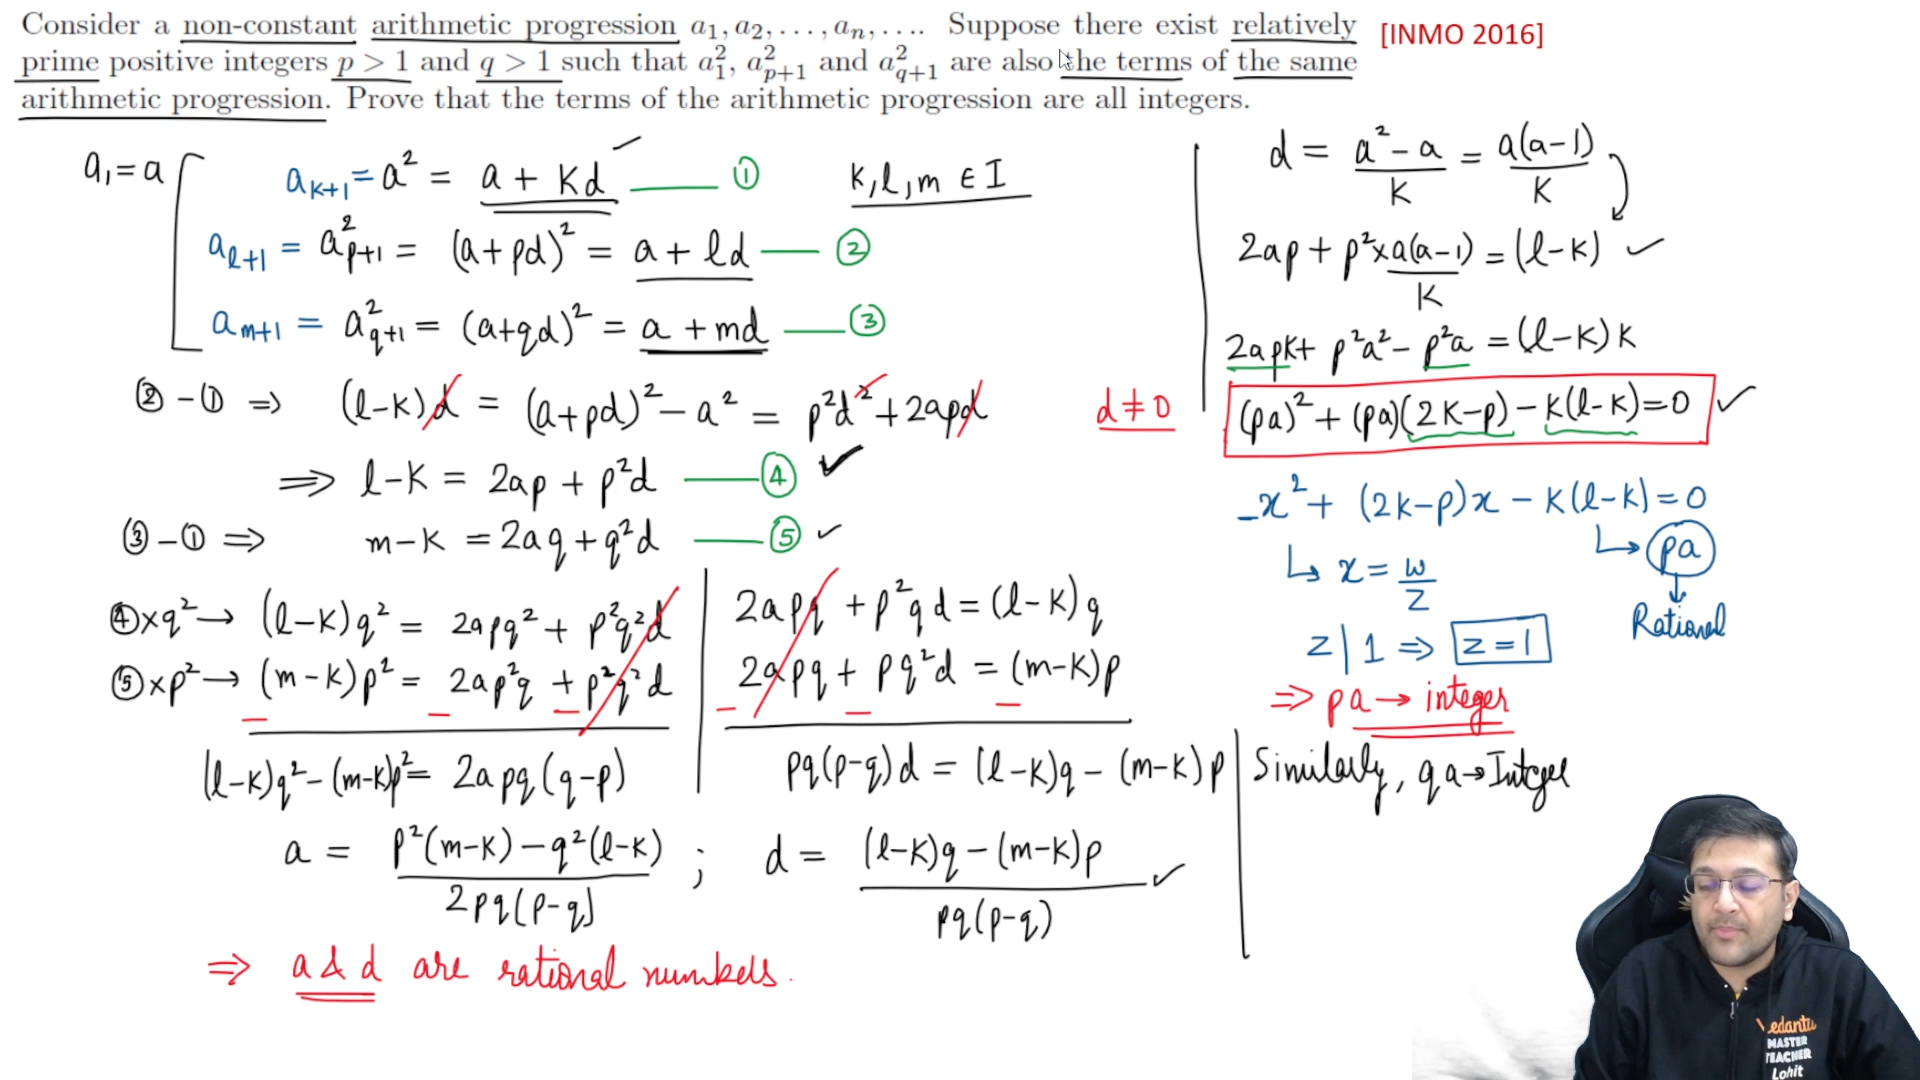 Consider a non-constant arithmetic progression a₁, a₂, . . . , aₙ, . . .. Suppose there exist relatively [INMO 2016]
prime positive integers p > 1 and q > 1 such that a₁², a²ₚ₊₁ and a²_q+1 are also the terms of the same
arithmetic progression. Prove that the terms of the arithmetic progression are all integers.
a₁ = a
a_k+1 = a² = a + kd —— ① k, l, m ∈ I
a_l+1 = a²_p+1 = (a+pd)² = a + ld —— ②
a_m+1 = a²_q+1 = (a+qd)² = a + md —— ③
② - ① ⇒ (l-k)d = (a+pd)² - a² = p²d² + 2apd
⇒ l-k = 2ap + p²d —— ④ ✓
③ - ① ⇒ m-k = 2aq + q²d —— ⑤ ✓
④×q² → (l-k)q² = 2apq² + p²q²d
⑤×p² → (m-k)p² = 2ap²q + p²q²d
(l-k)q² - (m-k)p² = 2apq(q-p)
2apq + p²qd = (l-k)q
2apq + pq²d = (m-k)p
pq(p-q)d = (l-k)q - (m-k)p
a = p²(m-k) - q²(l-k) / 2pq(p-q) ; d = (l-k)q - (m-k)p / pq(p-q) ✓
⇒ a & d are rational numbers.
d = a² - a / k = a(a-1) / k
2ap + p² × a(a-1) / k = (l-k) ✓
2apk + p²a² - p²a = (l-k)k
d ≠ 0
(pa)² + (pa)(2k-p) - k(l-k) = 0 ✓
x² + (2k-p)x - k(l-k) = 0
↳ pa
↓
Rational
↳ x = w/z
z | 1 ⇒ z = 1
⇒ pa → integer
Similarly, qa → Integer
Vedantu
MASTER
TEACHER
Lohit